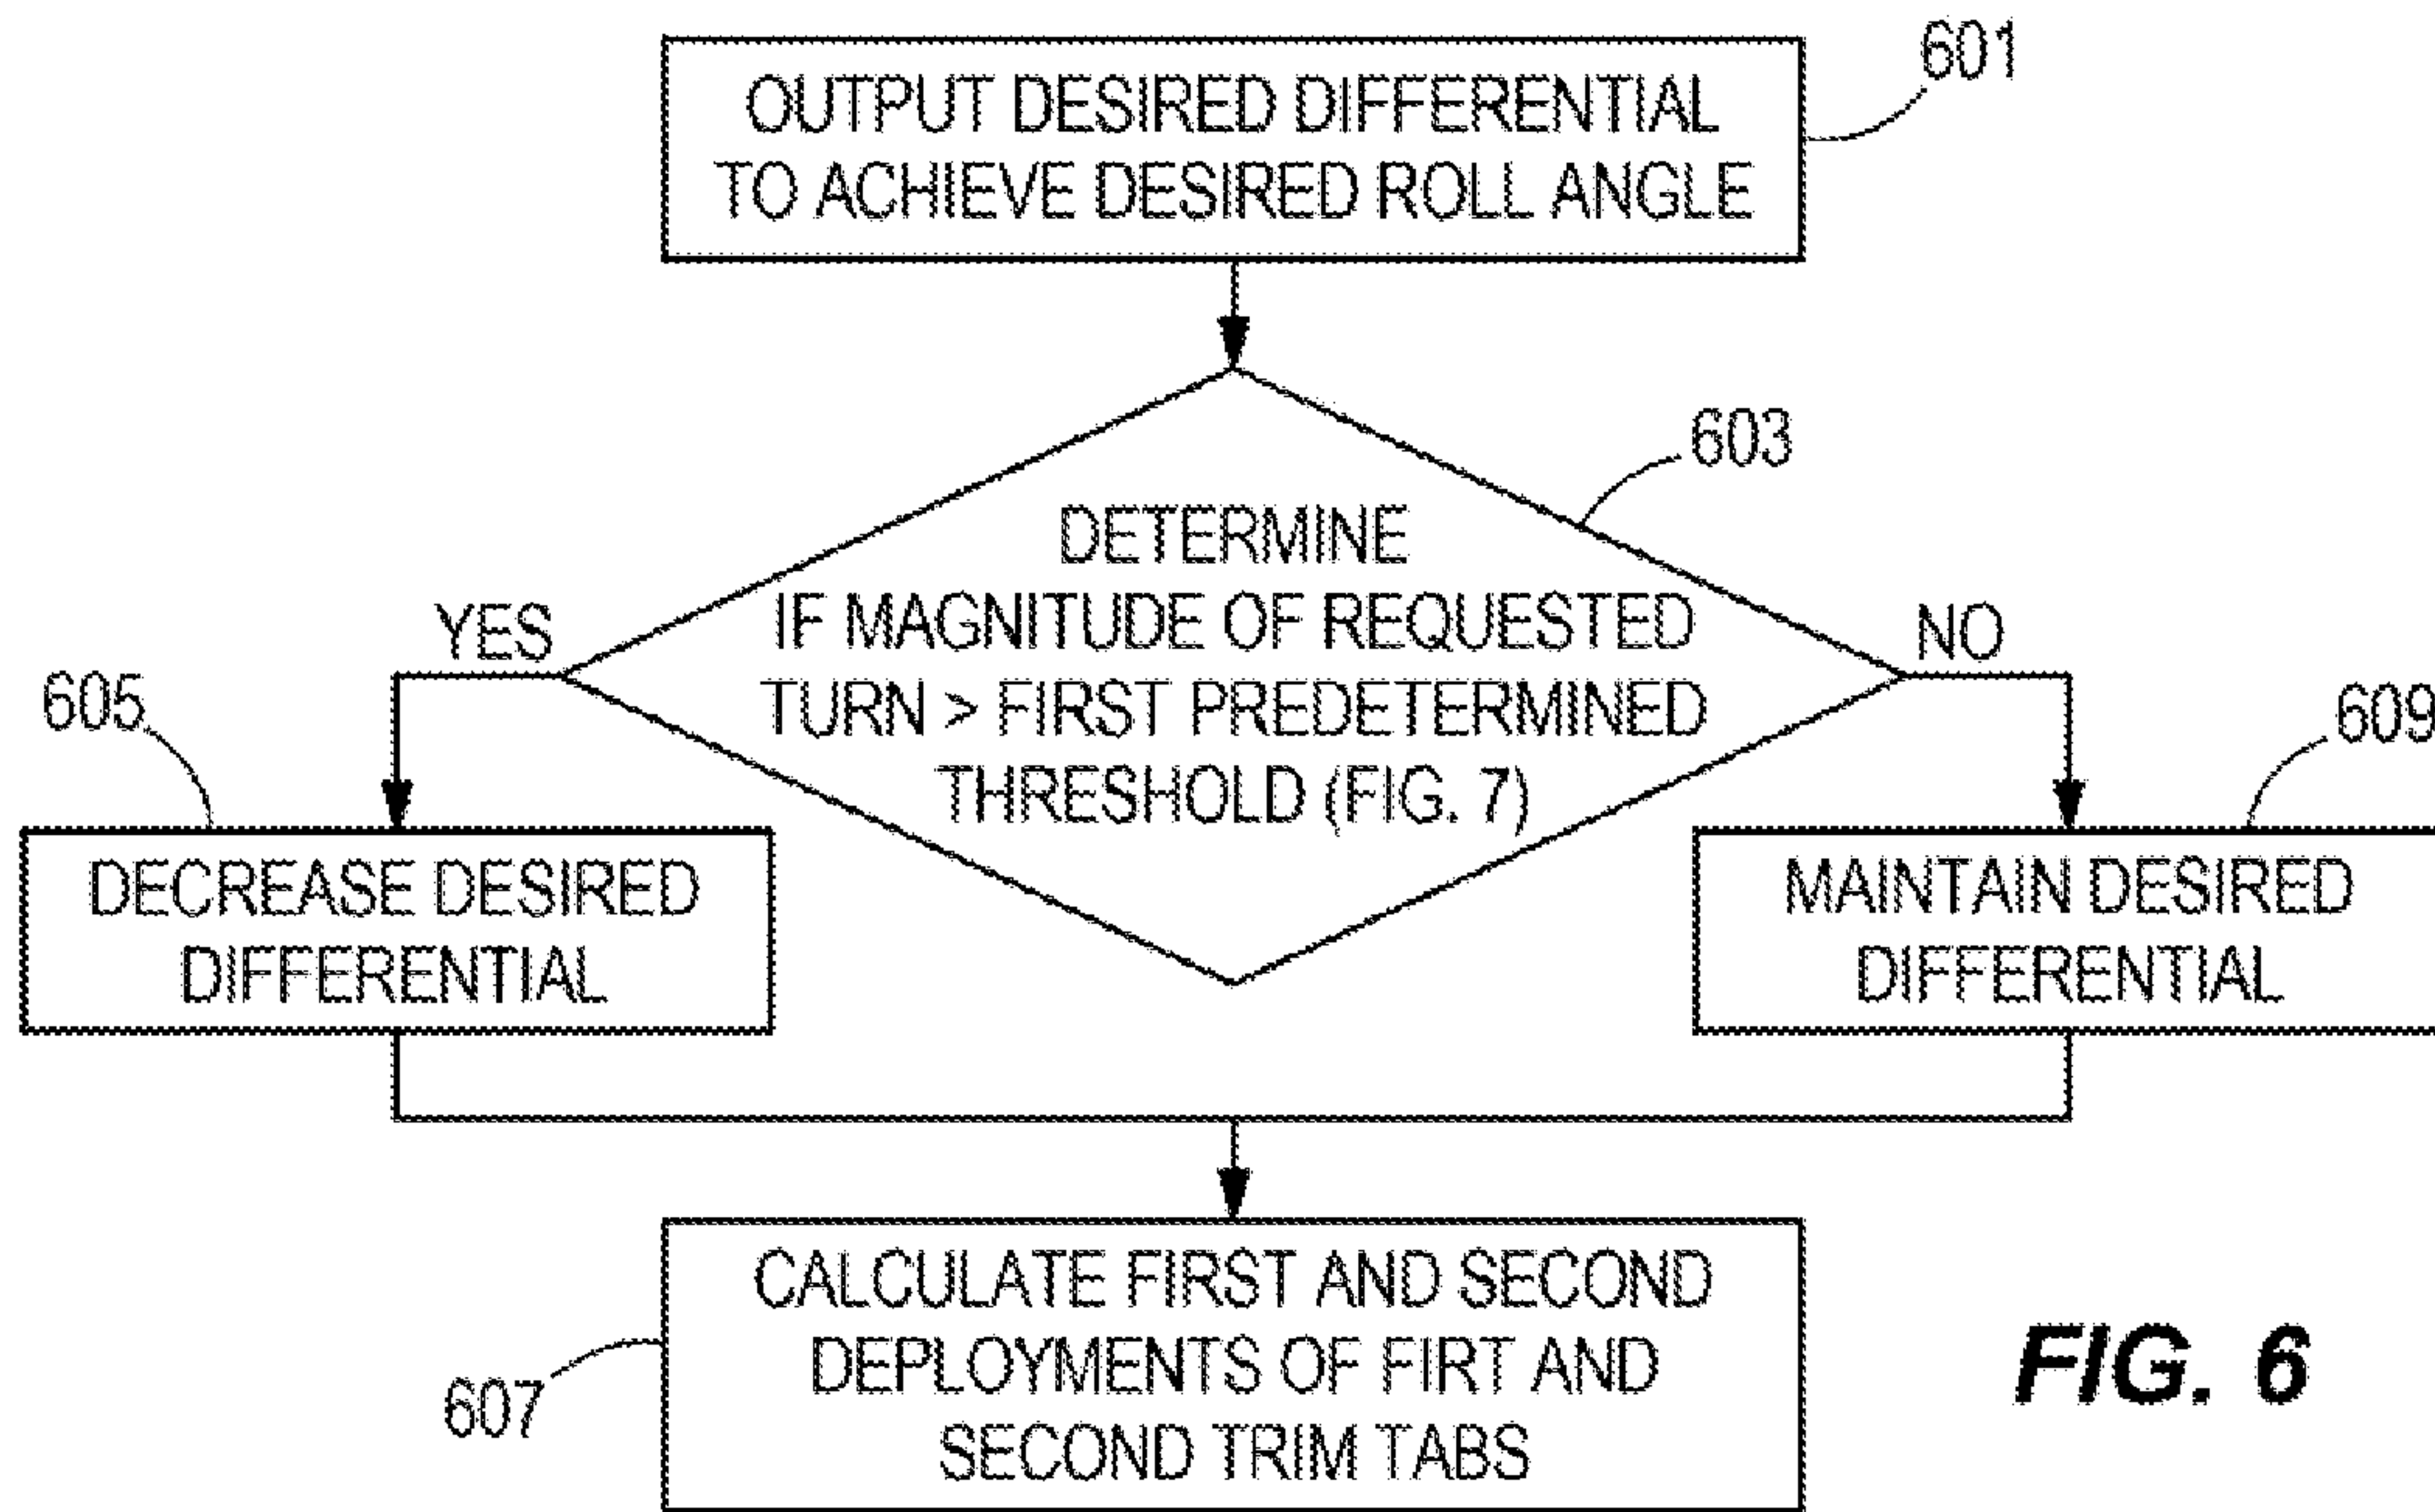 OUTPUT DESIRED DIFFERENTIAL
TO ACHIEVE DESIRED ROLL ANGLE
601
DETERMINE
IF MAGNITUDE OF REQUESTED
TURN > FIRST PREDETERMINED
THRESHOLD (FIG. 7)
603
YES
NO
605
DECREASE DESIRED
DIFFERENTIAL
609
MAINTAIN DESIRED
DIFFERENTIAL
CALCULATE FIRST AND SECOND
DEPLOYMENTS OF FIRT AND
SECOND TRIM TABS
607
FIG. 6